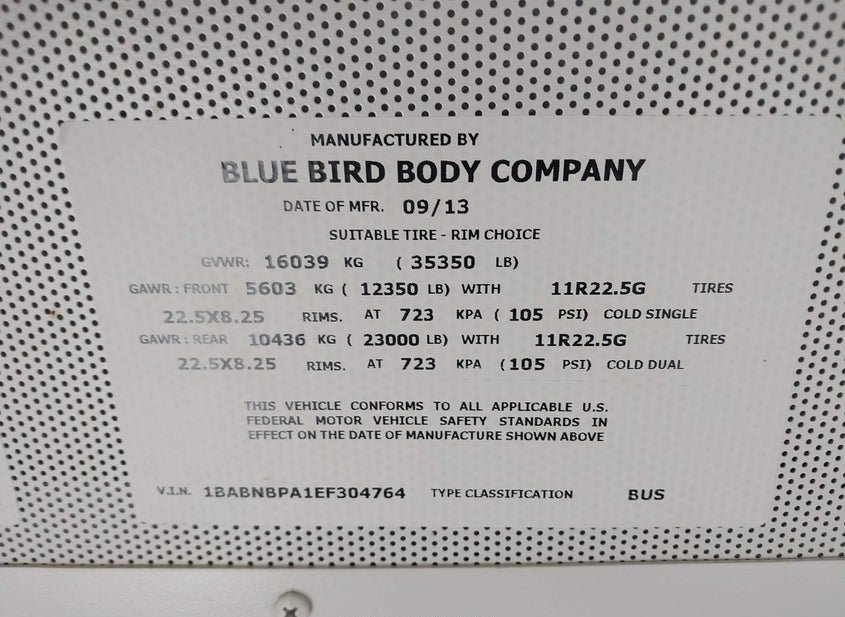 MANUFACTURED BY
BLUE BIRD BODY COMPANY
DATE OF MFR. 09/13
SUITABLE TIRE - RIM CHOICE
GVWR: 16039 KG ( 35350 LB)
GAWR : FRONT 5603 KG ( 12350 LB) WITH 11R22.5G TIRES
22.5X8.25 RIMS. AT 723 KPA ( 105 PSI) COLD SINGLE
GAWR : REAR 10436 KG ( 23000 LB) WITH 11R22.5G TIRES
22.5X8.25 RIMS. AT 723 KPA ( 105 PSI) COLD DUAL
THIS VEHICLE CONFORMS TO ALL APPLICABLE U.S.
FEDERAL MOTOR VEHICLE SAFETY STANDARDS IN
EFFECT ON THE DATE OF MANUFACTURE SHOWN ABOVE
V.I.N. 1BABNBPA1EF304764 TYPE CLASSIFICATION BUS